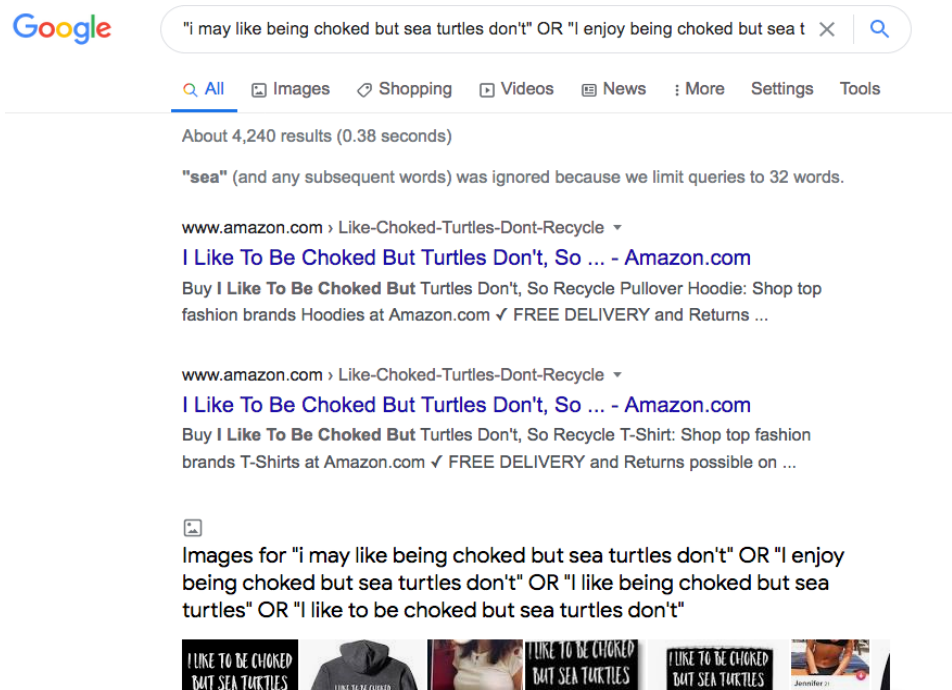 Google
"i may like being choked but sea turtles don't" OR "I enjoy being choked but sea t
All Images Shopping Videos News More Settings Tools
About 4,240 results (0.38 seconds)
"sea" (and any subsequent words) was ignored because we limit queries to 32 words.
www.amazon.com › Like-Choked-Turtles-Dont-Recycle
I Like To Be Choked But Turtles Don't, So ... - Amazon.com
Buy I Like To Be Choked But Turtles Don't, So Recycle Pullover Hoodie: Shop top
fashion brands Hoodies at Amazon.com ✓ FREE DELIVERY and Returns ...
www.amazon.com › Like-Choked-Turtles-Dont-Recycle
I Like To Be Choked But Turtles Don't, So ... - Amazon.com
Buy I Like To Be Choked But Turtles Don't, So Recycle T-Shirt: Shop top fashion
brands T-Shirts at Amazon.com ✓ FREE DELIVERY and Returns possible on ...
Images for "i may like being choked but sea turtles don't" OR "I enjoy
being choked but sea turtles don't" OR "I like being choked but sea
turtles" OR "I like to be choked but sea turtles don't"
I LIKE TO BE CHOKED
BUT SEA TURTLES
I LIKE TO BE CHOKED
I LIKE TO BE CHOKED
BUT SEA TURTLES
I LIKE TO BE CHOKED
BUT SEA TURTLES
Jennifer